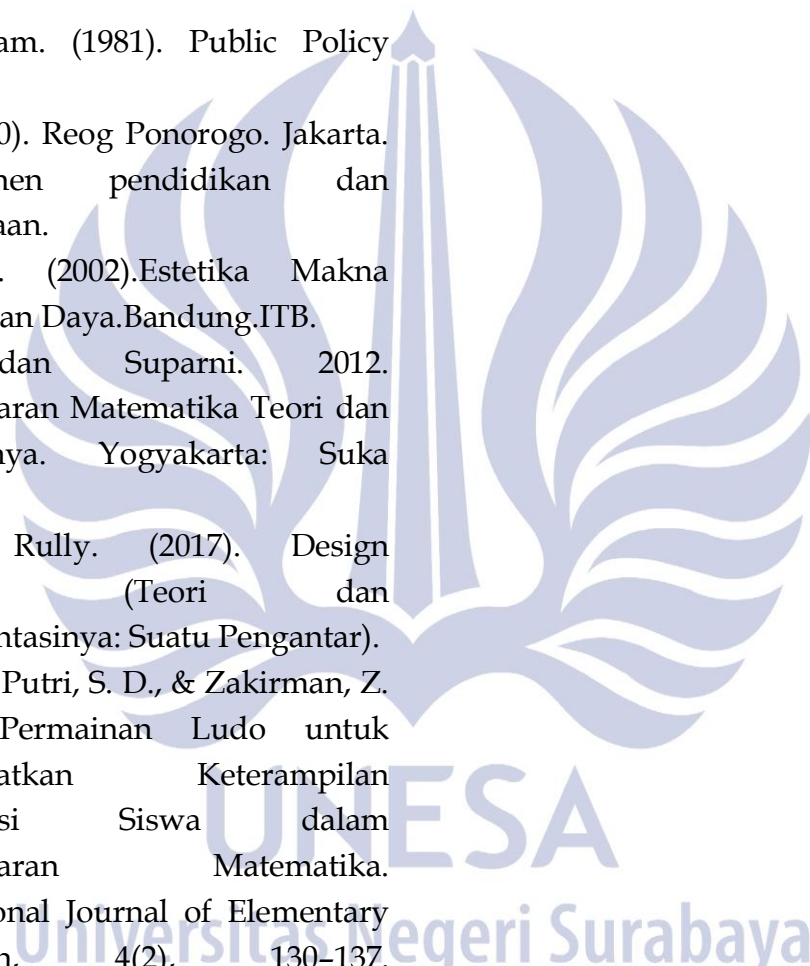 am. (1981). Public Policy
0). Reog Ponorogo. Jakarta.
nen pendidikan dan
aan.
. (2002).Estetika Makna
an Daya.Bandung.ITB.
dan Suparni. 2012.
aran Matematika Teori dan
nya. Yogyakarta: Suka
Rully. (2017). Design
(Teori dan
ntasinya: Suatu Pengantar).
Putri, S. D., & Zakirman, Z.
Permainan Ludo untuk
atkan Keterampilan
si Siswa dalam
aran Matematika.
onal Journal of Elementary
n, 4(2), 130–137.
UNESA
Universitas Negeri Surabaya